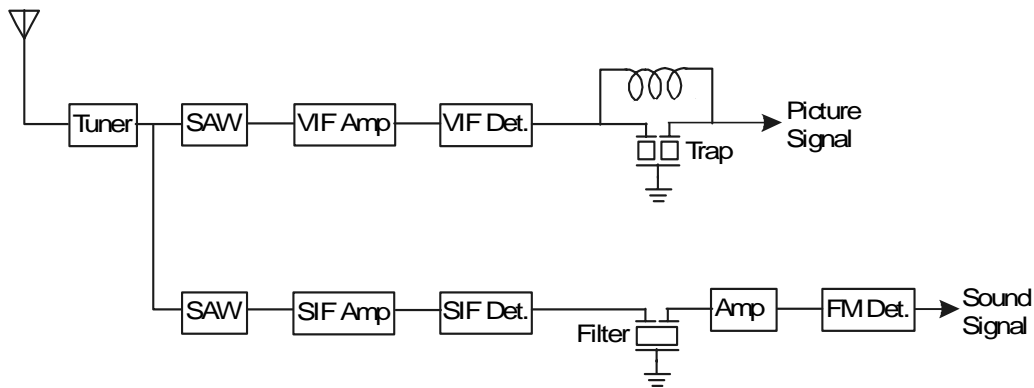 Tuner
SAW
VIF Amp
VIF Det.
Trap
Picture
Signal
SAW
SIF Amp
SIF Det.
Filter
Amp
FM Det.
Sound
Signal